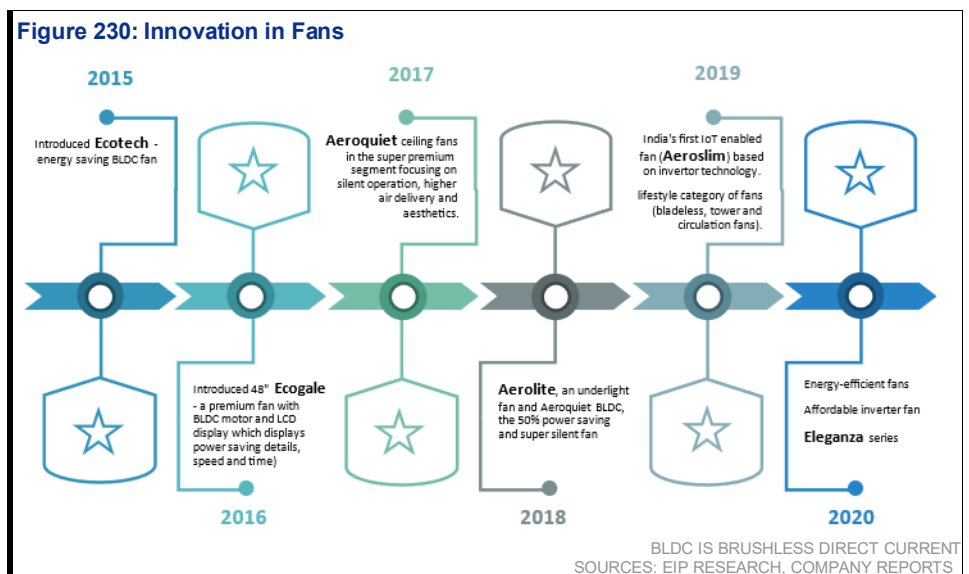 Figure 230: Innovation in Fans
2015
Introduced Ecotech -
energy saving BLDC fan
Introduced 48" Ecogale
- a premium fan with
BLDC motor and LCD
display which displays
power saving details,
speed and time)
2016
2017
Aeroquiet ceiling fans
in the super premium
segment focusing on
silent operation, higher
air delivery and
aesthetics.
Aerolite, an underlight
fan and Aeroquiet BLDC,
the 50% power saving
and super silent fan
2018
2019
India's first IoT enabled
fan (Aeroslim) based
on invertor technology.
lifestyle category of fans
(bladeless, tower and
circulation fans).
Energy-efficient fans
Affordable inverter fan
Eleganza series
2020
BLDC IS BRUSHLESS DIRECT CURRENT
SOURCES: EIP RESEARCH, COMPANY REPORTS